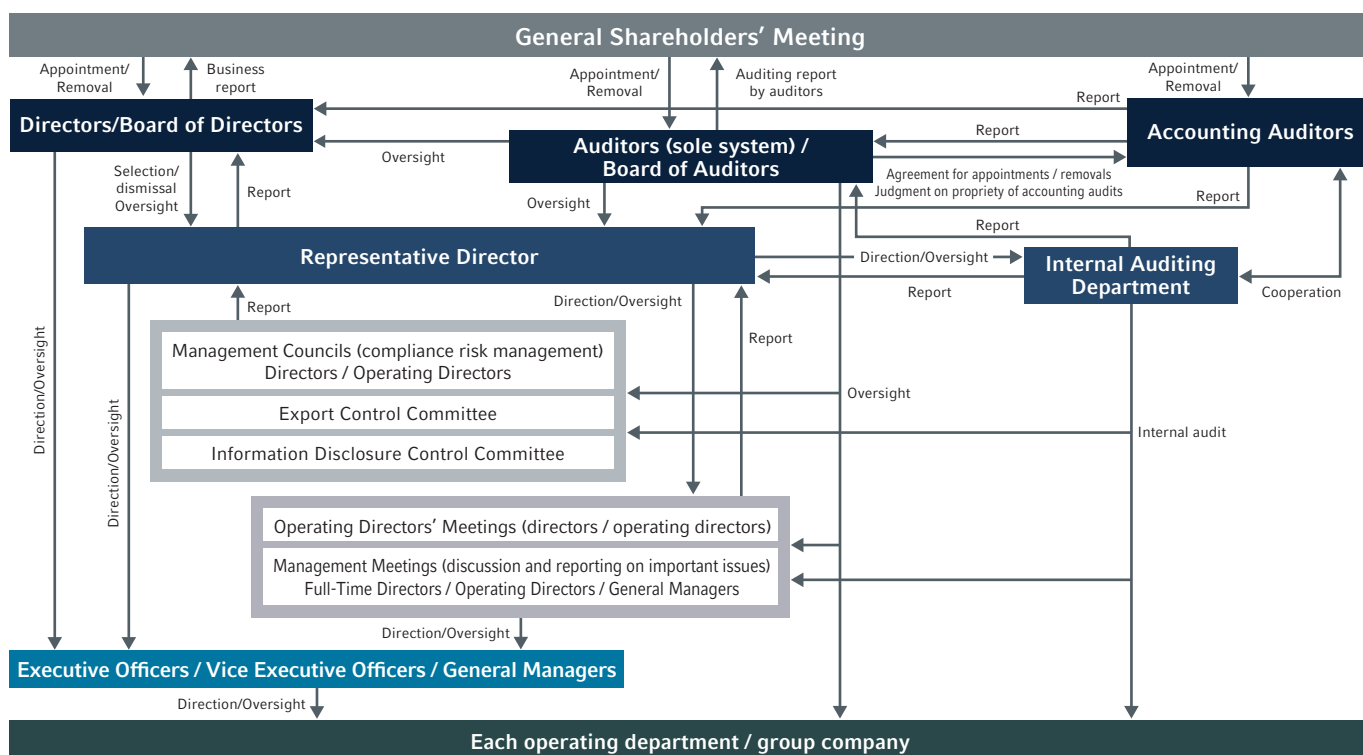 General Shareholders’ Meeting
Appointment/
Removal
Business
report
Appointment/
Removal
Auditing report
by auditors
Appointment/
Removal
Report
Directors/Board of Directors
Accounting Auditors
Report
Oversight
Auditors (sole system) /
Board of Auditors
Selection/
dismissal
Oversight
Report
Agreement for appointments / removals
Judgment on propriety of accounting audits
Oversight
Report
Report
Representative Director
Direction/Oversight
Internal Auditing
Department
Report
Cooperation
Report
Direction/Oversight
Report
Management Councils (compliance risk management)
Directors / Operating Directors
Export Control Committee
Information Disclosure Control Committee
Oversight
Internal audit
Direction/Oversight
Direction/Oversight
Operating Directors’ Meetings (directors / operating directors)
Management Meetings (discussion and reporting on important issues)
Full-Time Directors / Operating Directors / General Managers
Direction/Oversight
Executive Officers / Vice Executive Officers / General Managers
Direction/Oversight
Each operating department / group company